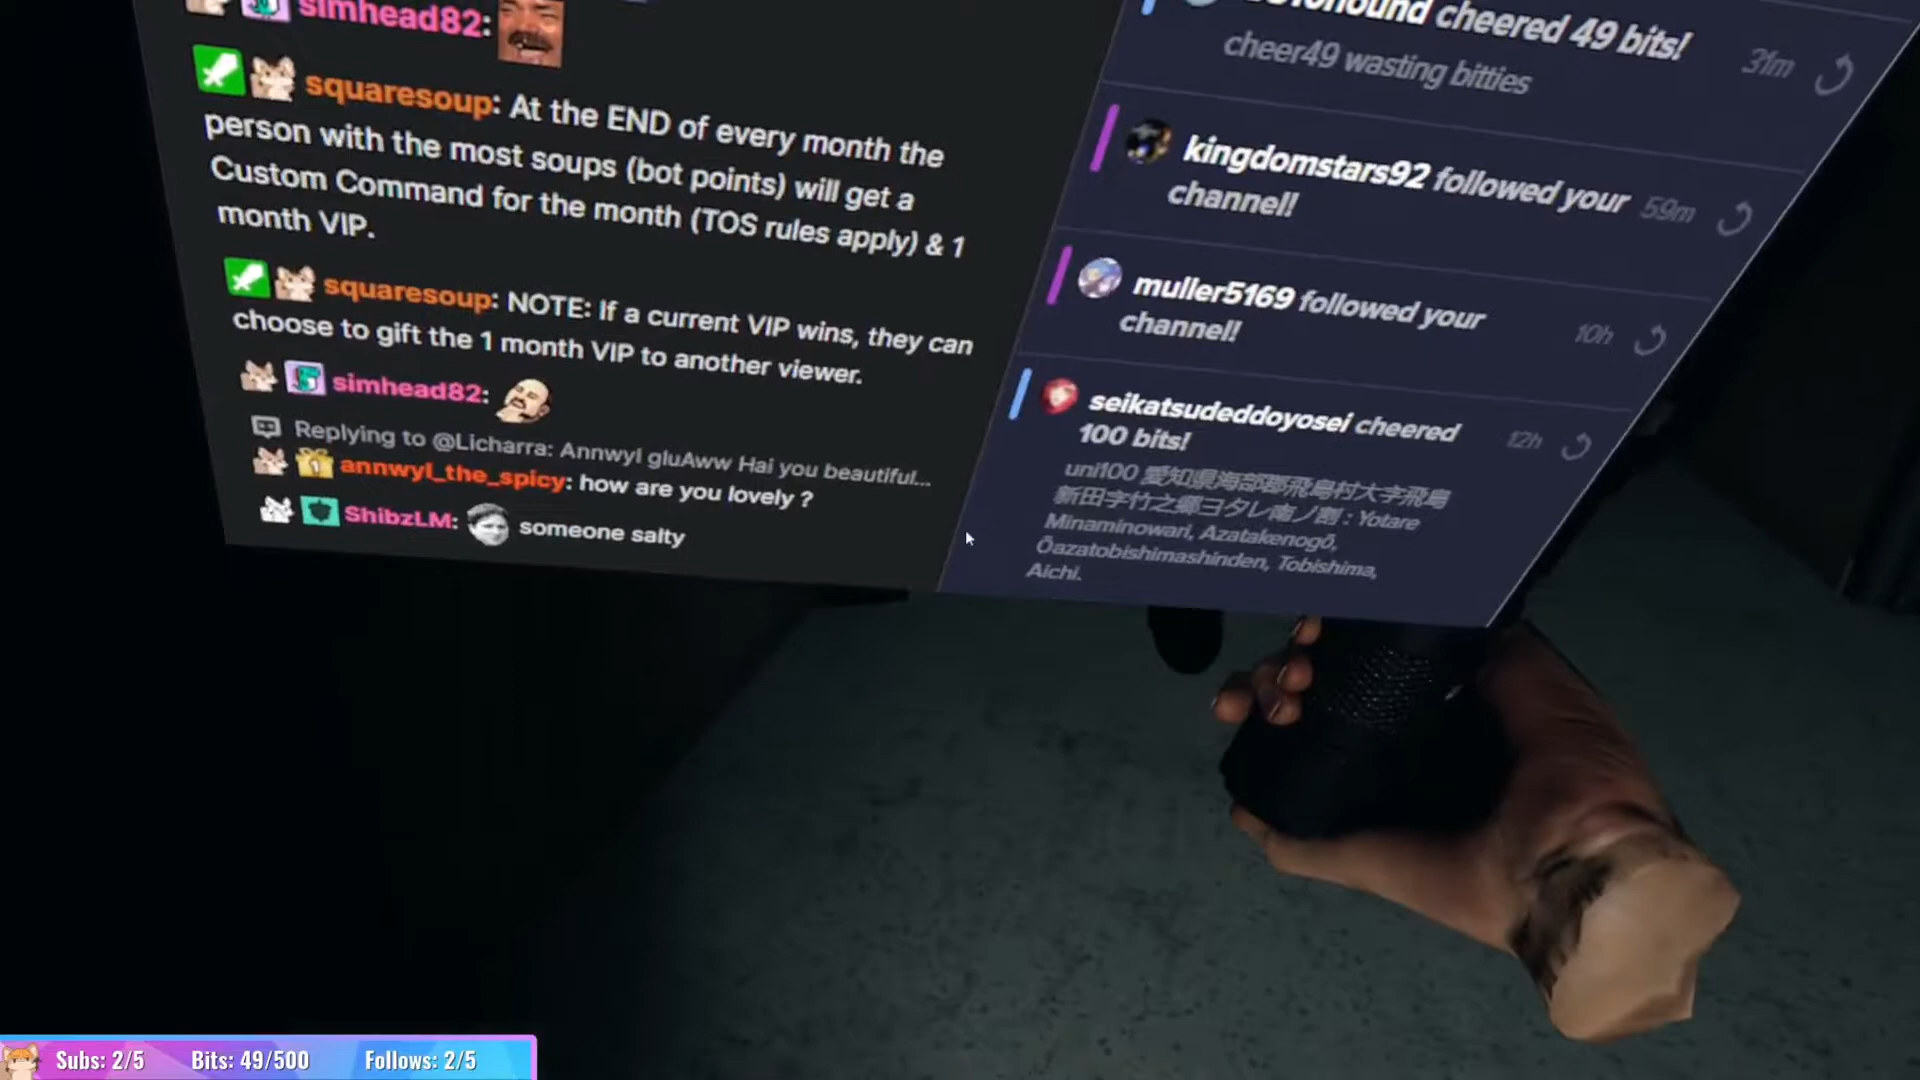 simhead82:
squaresoup: At the END of every month the
person with the most soups (bot points) will get a
Custom Command for the month (TOS rules apply) & 1
month VIP.
squaresoup: NOTE: If a current VIP wins, they can
choose to gift the 1 month VIP to another viewer.
simhead82:
Replying to @Licharra: Annwyl gluAww Hai you beautiful...
annwyl_the_spicy: how are you lovely ?
ShibzLM: someone salty
cheered 49 bits!
31m
cheer49 wasting bitties
kingdomstars92 followed your
channel!
59m
muller5169 followed your
channel!
10h
seikatsudeddoyosei cheered
100 bits!
12h
uni100 愛知県海部郡飛島村大字飛島
新田字竹之郷ヨタレ南ノ割 : Yotare
Minaminowari, Azatakenogō,
Ōazatobishimashinden, Tobishima,
Aichi.
Subs: 2/5 Bits: 49/500 Follows: 2/5